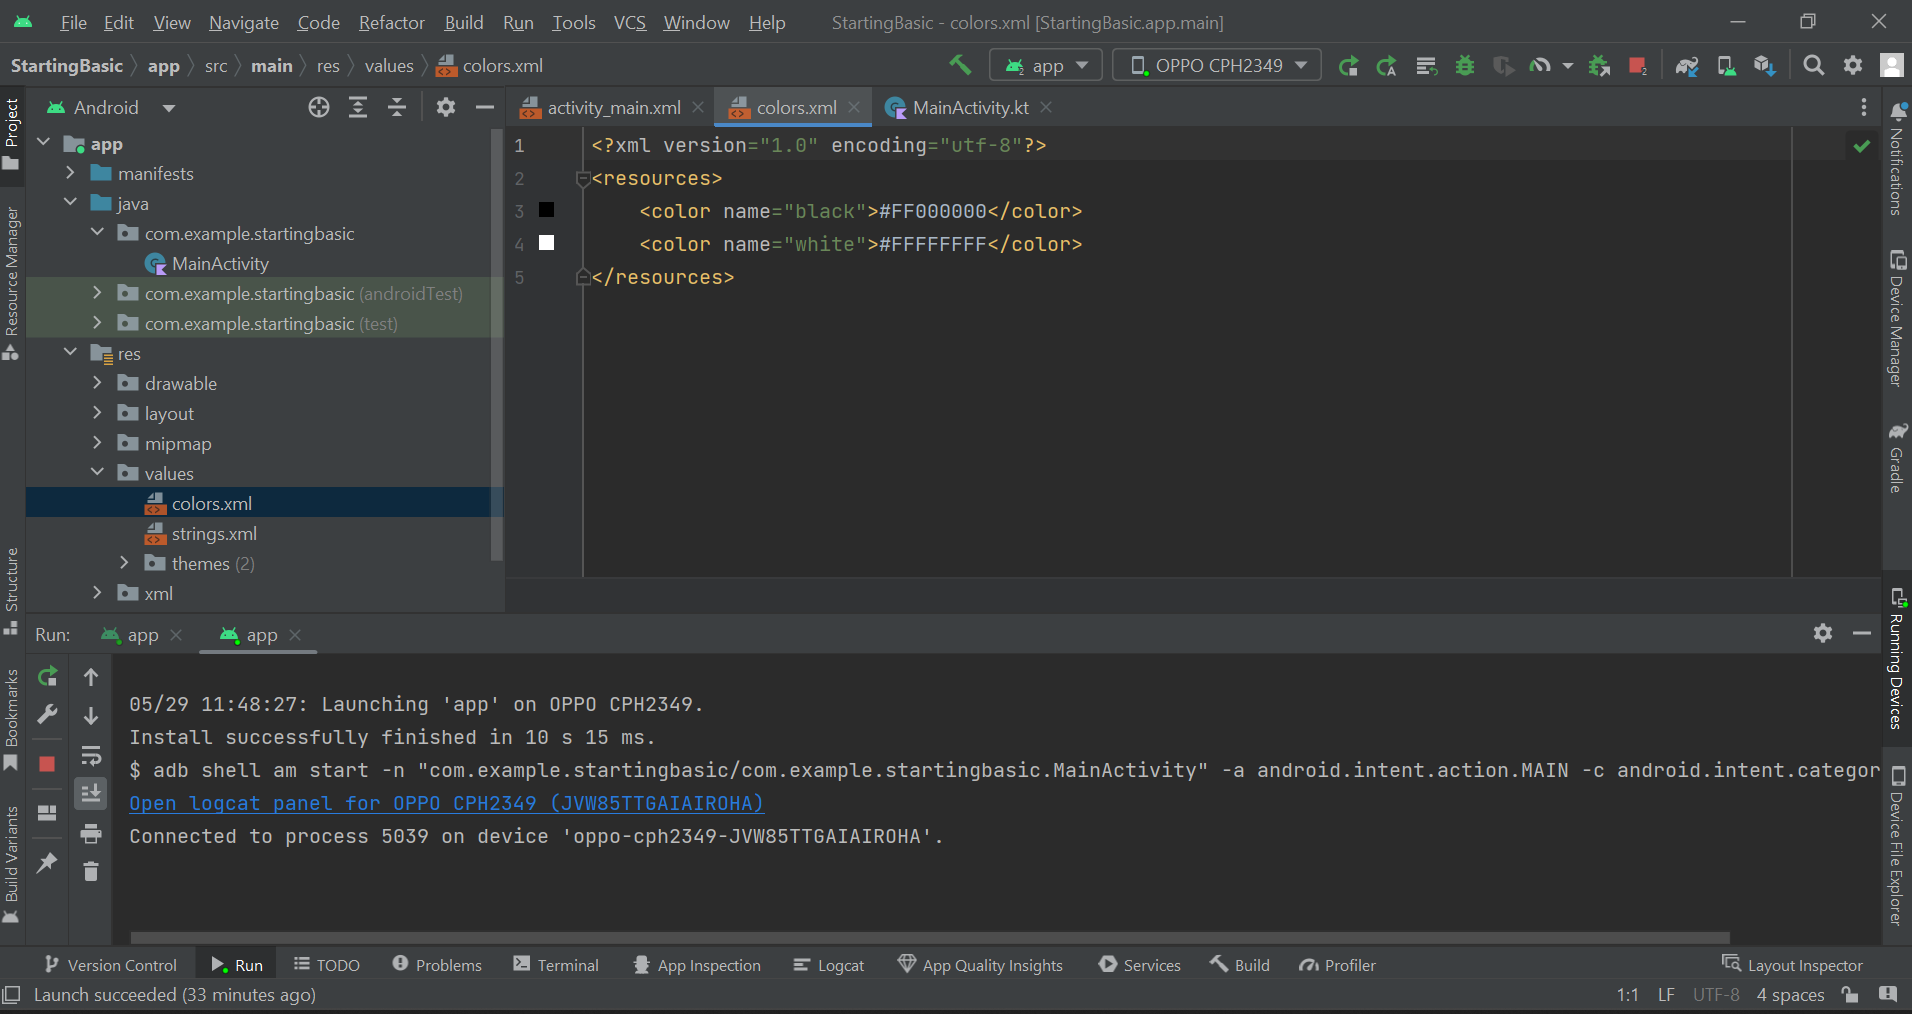 File Edit View Navigate Code Refactor Build Run Tools VCS Window Help StartingBasic - colors.xml [StartingBasic.app.main]
StartingBasic app src main res values colors.xml app OPPO CPH2349
Android
activity_main.xml colors.xml MainActivity.kt
Project
Resource Manager
Structure
Bookmarks
Build Variants
app
manifests
java
com.example.startingbasic
MainActivity
com.example.startingbasic (androidTest)
com.example.startingbasic (test)
res
drawable
layout
mipmap
values
colors.xml
strings.xml
themes (2)
xml
1 <?xml version="1.0" encoding="utf-8"?>
2 <resources>
3 <color name="black">#FF000000</color>
4 <color name="white">#FFFFFFFF</color>
5 </resources>
Notifications
Device Manager
Gradle
Running Devices
Device File Explorer
Run: app app
05/29 11:48:27: Launching 'app' on OPPO CPH2349.
Install successfully finished in 10 s 15 ms.
$ adb shell am start -n "com.example.startingbasic/com.example.startingbasic.MainActivity" -a android.intent.action.MAIN -c android.intent.categor
Open logcat panel for OPPO CPH2349 (JVW85TTGAIAIROHA)
Connected to process 5039 on device 'oppo-cph2349-JVW85TTGAIAIROHA'.
Version Control Run TODO Problems Terminal App Inspection Logcat App Quality Insights Services Build Profiler Layout Inspector
Launch succeeded (33 minutes ago) 1:1 LF UTF-8 4 spaces